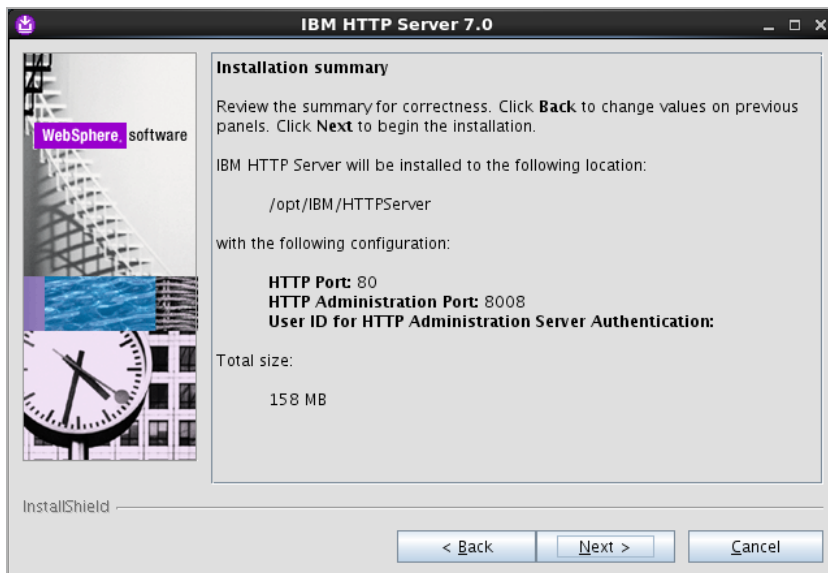 IBM HTTP Server 7.0
WebSphere. software
Installation summary
Review the summary for correctness. Click Back to change values on previous
panels. Click Next to begin the installation.
IBM HTTP Server will be installed to the following location:
/opt/IBM/HTTPServer
with the following configuration:
HTTP Port: 80
HTTP Administration Port: 8008
User ID for HTTP Administration Server Authentication:
Total size:
158 MB
InstallShield
< Back
Next >
Cancel